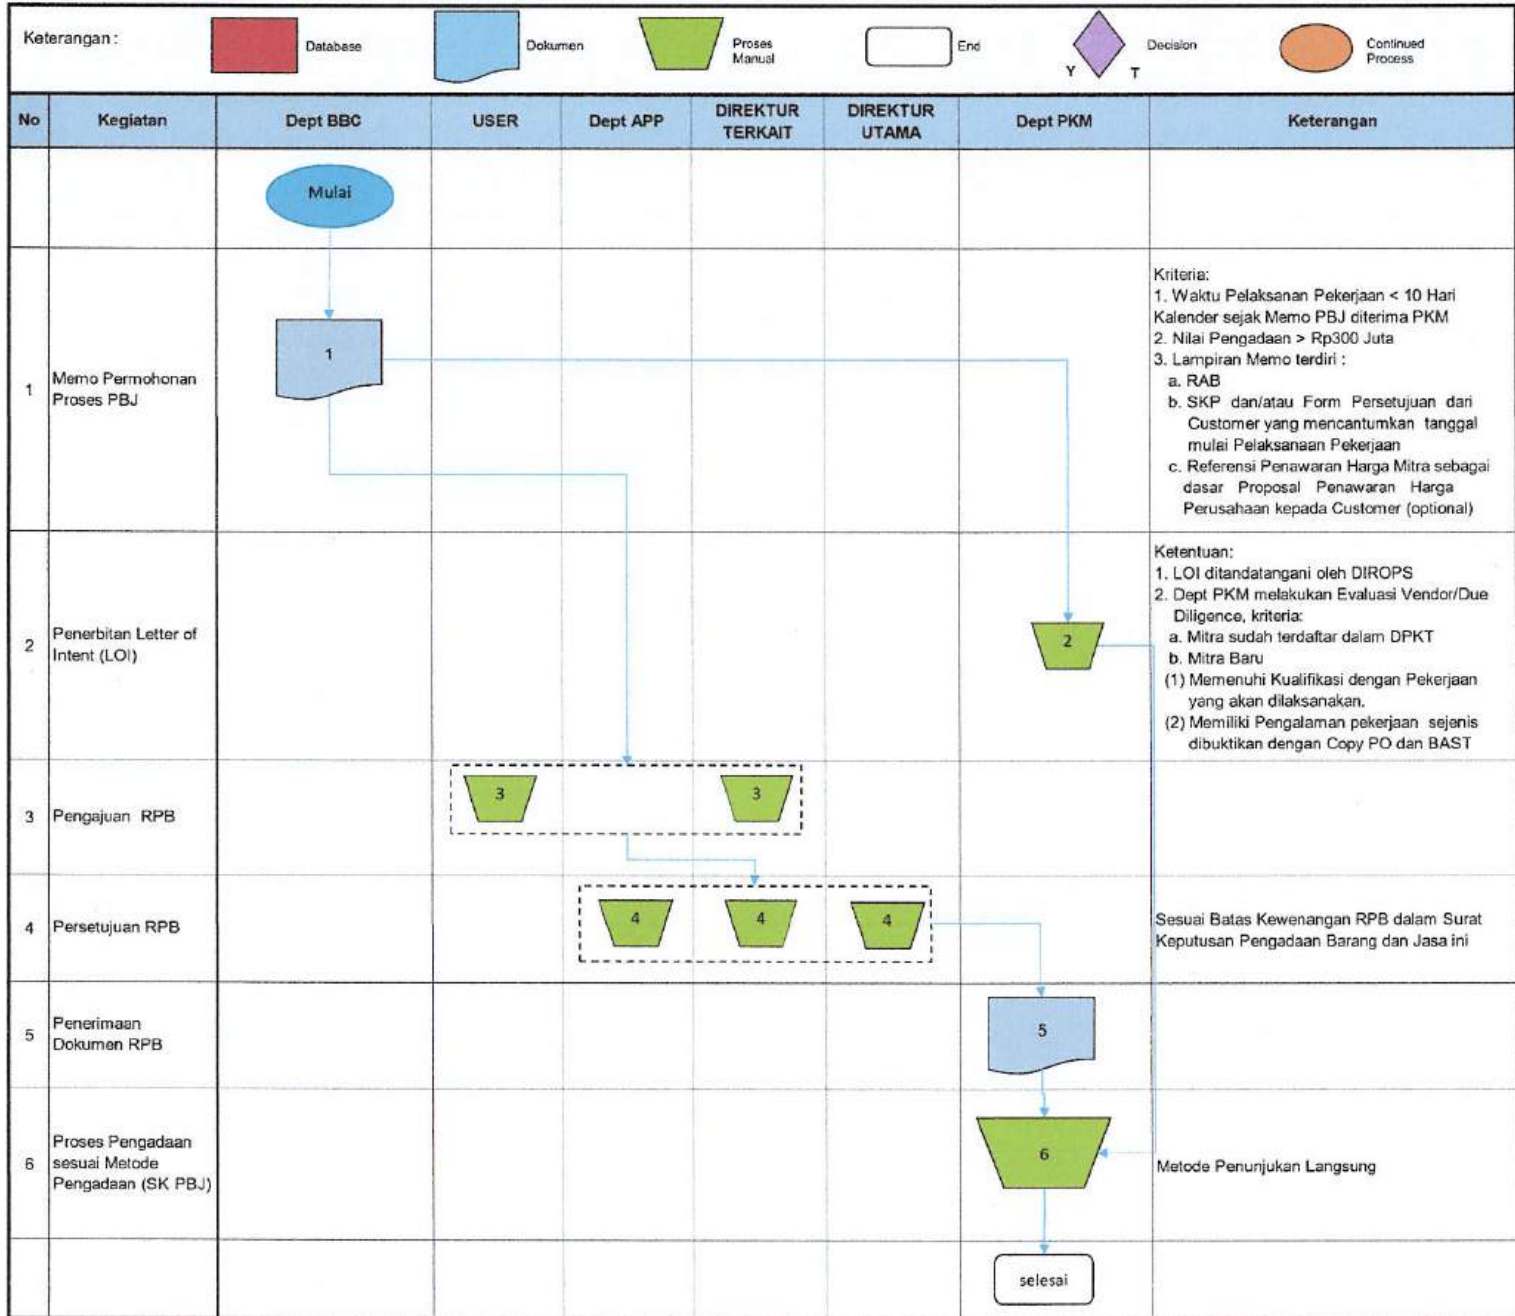 Keterangan :
Database
Dokumen
Proses
Manual
End
Y
T
Decision
Continued
Process
No
Kegiatan
Dept BBC
USER
Dept APP
DIREKTUR
TERKAIT
DIREKTUR
UTAMA
Dept PKM
Keterangan
Mulai
1
Memo Permohonan
Proses PBJ
1
Kriteria:
1. Waktu Pelaksanan Pekerjaan < 10 Hari
Kalender sejak Memo PBJ diterima PKM
2. Nilai Pengadaan > Rp300 Juta
3. Lampiran Memo terdiri :
a. RAB
b. SKP dan/atau Form Persetujuan dari
Customer yang mencantumkan tanggal
mulai Pelaksanaan Pekerjaan
c. Referensi Penawaran Harga Mitra sebagai
dasar Proposal Penawaran Harga
Perusahaan kepada Customer (optional)
2
Penerbitan Letter of
Intent (LOI)
2
Ketentuan:
1. LOI ditandatangani oleh DIROPS
2. Dept PKM melakukan Evaluasi Vendor/Due
Diligence, kriteria:
a. Mitra sudah terdaftar dalam DPKT
b. Mitra Baru
(1) Memenuhi Kualifikasi dengan Pekerjaan
yang akan dilaksanakan.
(2) Memiliki Pengalaman pekerjaan sejenis
dibuktikan dengan Copy PO dan BAST
3
Pengajuan RPB
3
3
4
Persetujuan RPB
4
4
4
Sesuai Batas Kewenangan RPB dalam Surat
Keputusan Pengadaan Barang dan Jasa ini
5
Penerimaan
Dokumen RPB
5
6
Proses Pengadaan
sesuai Metode
Pengadaan (SK PBJ)
6
Metode Penunjukan Langsung
selesai